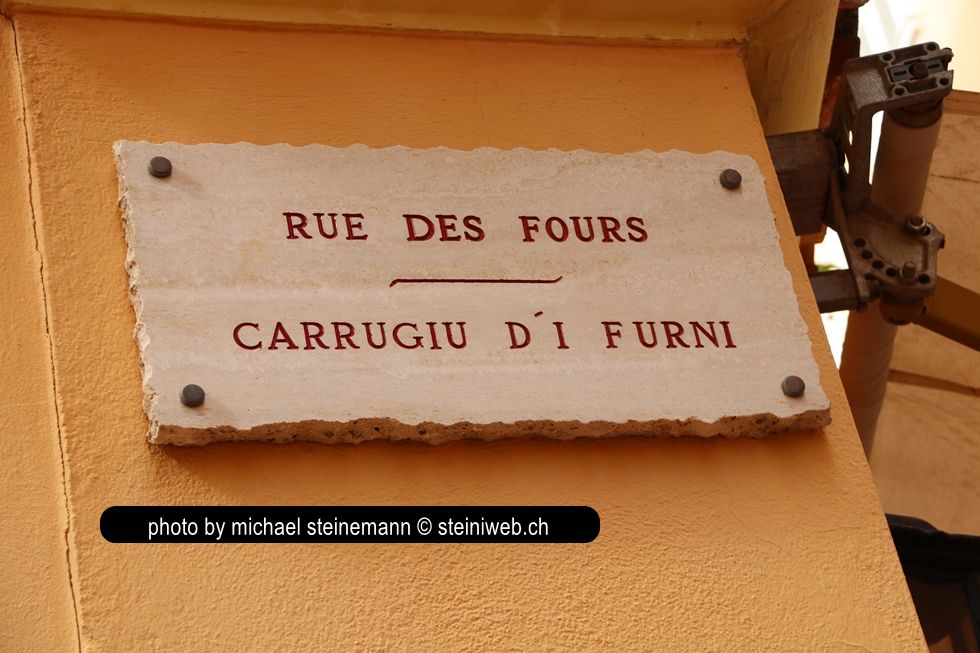 RUE DES FOURS
CARRUGIU D´I FURNI
photo by michael steinemann © steiniweb.ch